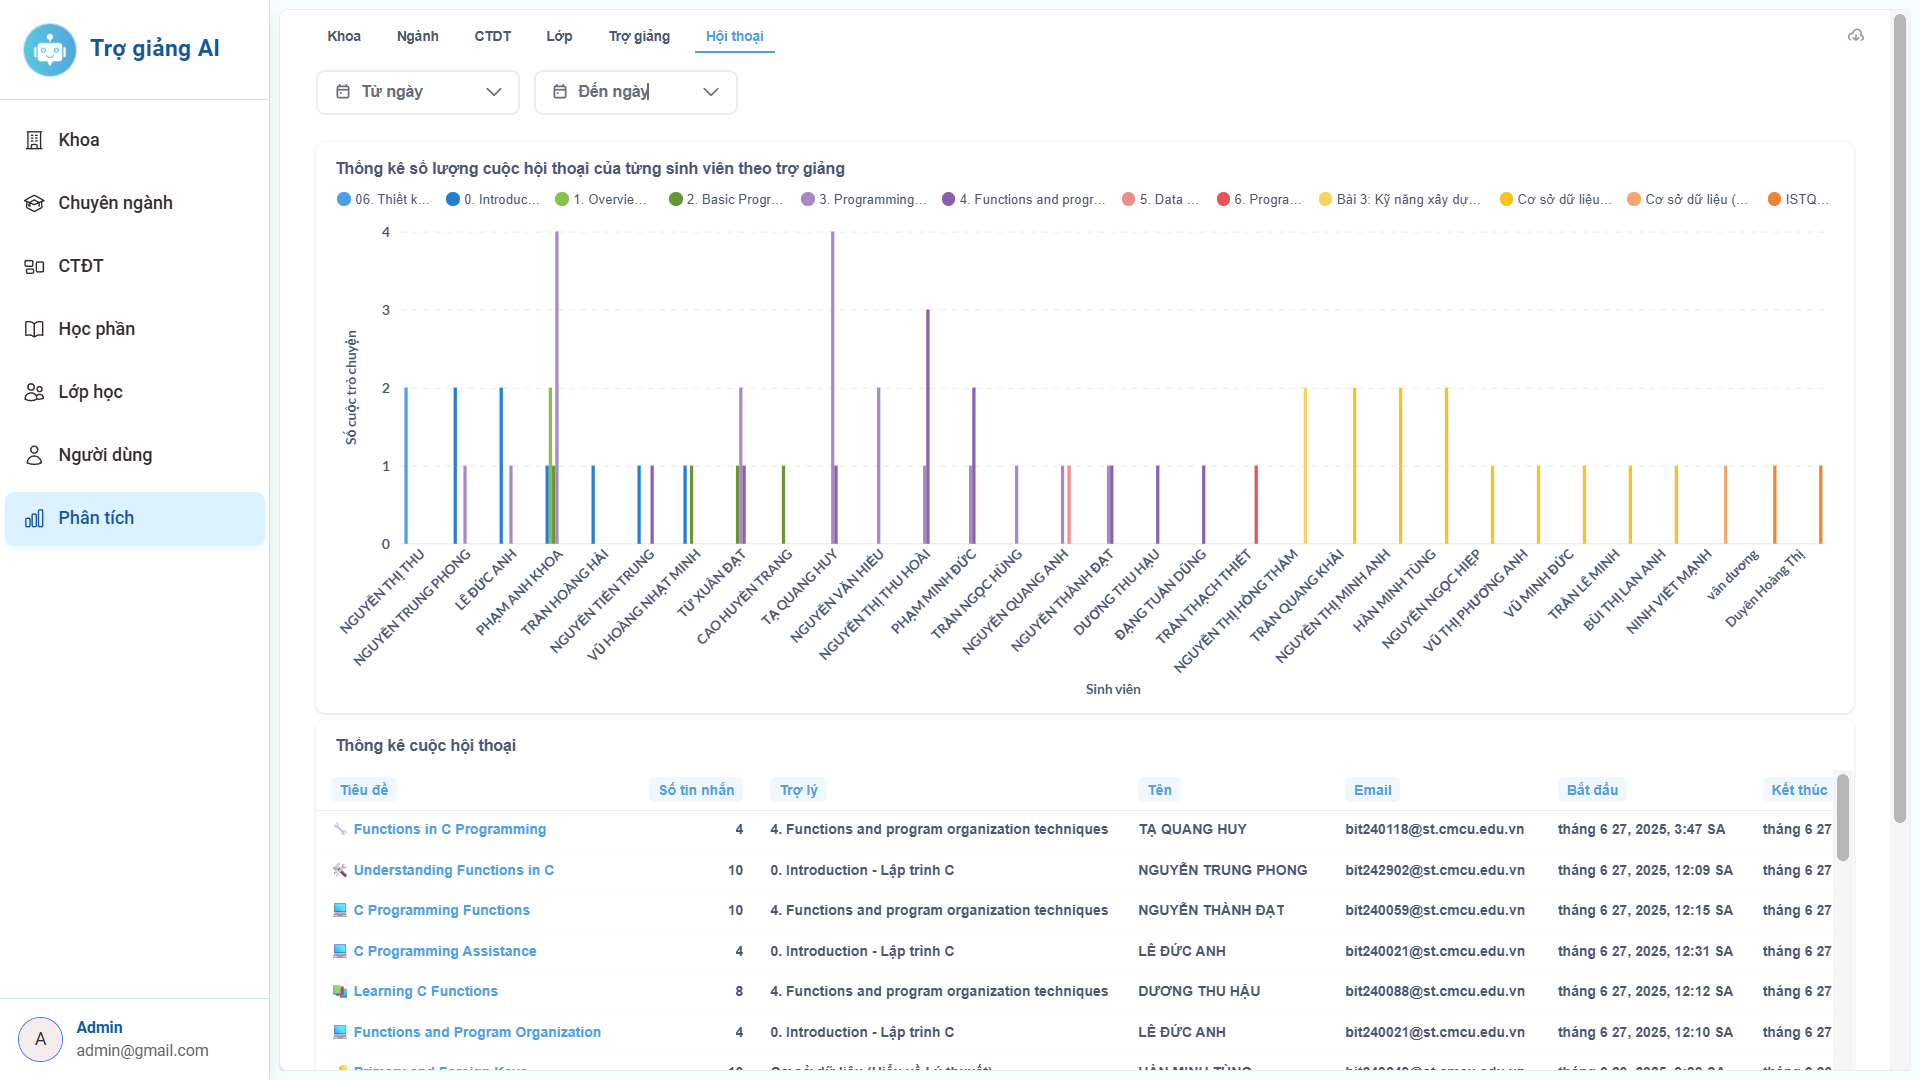 Trợ giảng AI
Khoa
Chuyên ngành
CTĐT
Học phần
Lớp học
Người dùng
Phân tích
A
Admin
admin@gmail.com
Khoa Ngành CTDT Lớp Trợ giảng Hội thoại
Từ ngày Đến ngày
Thống kê số lượng cuộc hội thoại của từng sinh viên theo trợ giảng
06. Thiết k... 0. Introduc... 1. Overvie... 2. Basic Progr... 3. Programming... 4. Functions and progr... 5. Data ... 6. Progra... Bài 3: Kỹ năng xây dự... Cơ sở dữ liệu... Cơ sở dữ liệu (... ISTQ...
Số cuộc trò chuyện
4
3
2
1
0
NGUYỄN THỊ THU
NGUYỄN TRUNG PHONG
LÊ ĐỨC ANH
PHẠM ANH KHOA
TRẦN HOÀNG HẢI
NGUYỄN TIẾN TRUNG
VŨ HOÀNG NHẬT MINH
TỪ XUÂN ĐẠT
CAO HUYỀN TRANG
TẠ QUANG HUY
NGUYỄN VĂN HIẾU
NGUYỄN THỊ THU HOÀI
PHẠM MINH ĐỨC
TRẦN NGỌC HÙNG
NGUYỄN QUANG ANH
NGUYỄN THÀNH ĐẠT
DƯƠNG THU HẬU
ĐẶNG TUẤN DŨNG
TRẦN THẠCH THIẾT
NGUYỄN THỊ HỒNG THẮM
TRẦN QUANG KHẢI
NGUYỄN THỊ MINH ANH
HÀN MINH TÙNG
NGUYỄN NGỌC HIỆP
VŨ THỊ PHƯƠNG ANH
VŨ MINH ĐỨC
TRẦN LÊ MINH
BÙI THỊ LAN ANH
NINH VIẾT MẠNH
văn dương
Duyên Hoàng Thị
Sinh viên
Thống kê cuộc hội thoại
Tiêu đề Số tin nhắn Trợ lý Tên Email Bắt đầu Kết thúc
Functions in C Programming 4 4. Functions and program organization techniques TẠ QUANG HUY bit240118@st.cmcu.edu.vn tháng 6 27, 2025, 3:47 SA tháng 6 27
Understanding Functions in C 10 0. Introduction - Lập trình C NGUYỄN TRUNG PHONG bit242902@st.cmcu.edu.vn tháng 6 27, 2025, 12:09 SA tháng 6 27
C Programming Functions 10 4. Functions and program organization techniques NGUYỄN THÀNH ĐẠT bit240059@st.cmcu.edu.vn tháng 6 27, 2025, 12:15 SA tháng 6 27
C Programming Assistance 4 0. Introduction - Lập trình C LÊ ĐỨC ANH bit240021@st.cmcu.edu.vn tháng 6 27, 2025, 12:31 SA tháng 6 27
Learning C Functions 8 4. Functions and program organization techniques DƯƠNG THU HẬU bit240088@st.cmcu.edu.vn tháng 6 27, 2025, 12:12 SA tháng 6 27
Functions and Program Organization 4 0. Introduction - Lập trình C LÊ ĐỨC ANH bit240021@st.cmcu.edu.vn tháng 6 27, 2025, 12:10 SA tháng 6 27